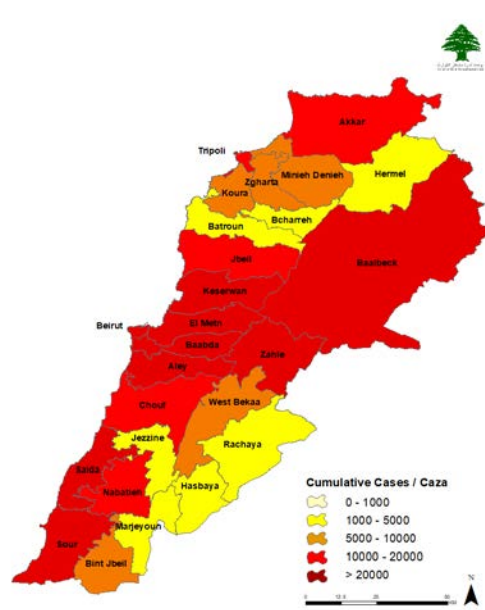 Akkar
Tripoli
Hermel
Minieh Denieh
Zgharta
Koura
Bcharreh
Batroun
Jbeil
Baalbeck
Keserwan
El Metn
Beirut
Baabda
Zahle
Aley
Chouf
West Bekaa
Jezzine
Rachaya
Saida
Hasbaya
Nabatieh
Marjeyoun
Sour
Bint Jbeil
Cumulative Cases / Caza
0 - 1000
1000 - 5000
5000 - 10000
10000 - 20000
> 20000
N